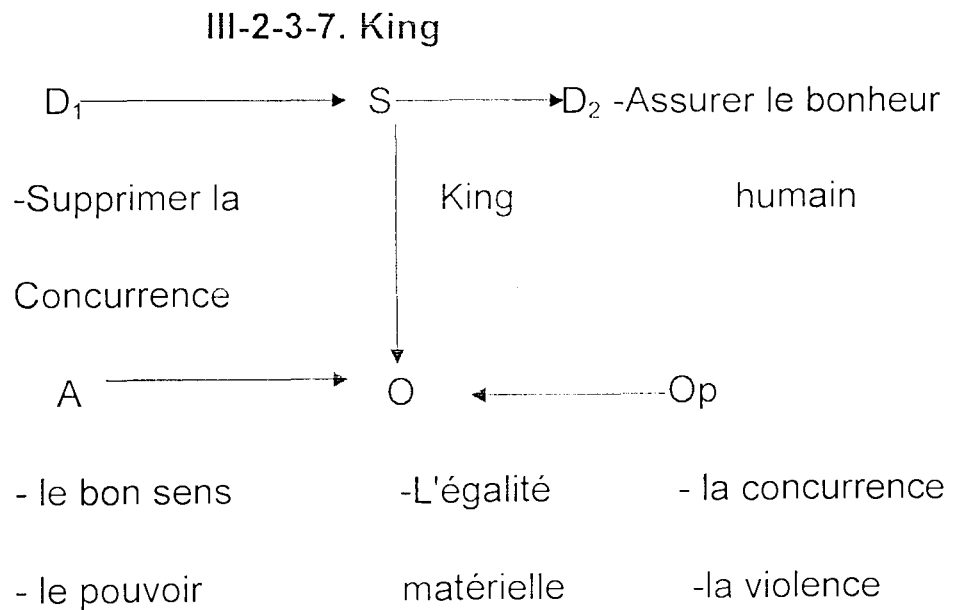 III-2-3-7. King
D₁ S D₂ -Assurer le bonheur
-Supprimer la King humain
Concurrence
A O Op
- le bon sens -L'égalité - la concurrence
- le pouvoir matérielle -la violence